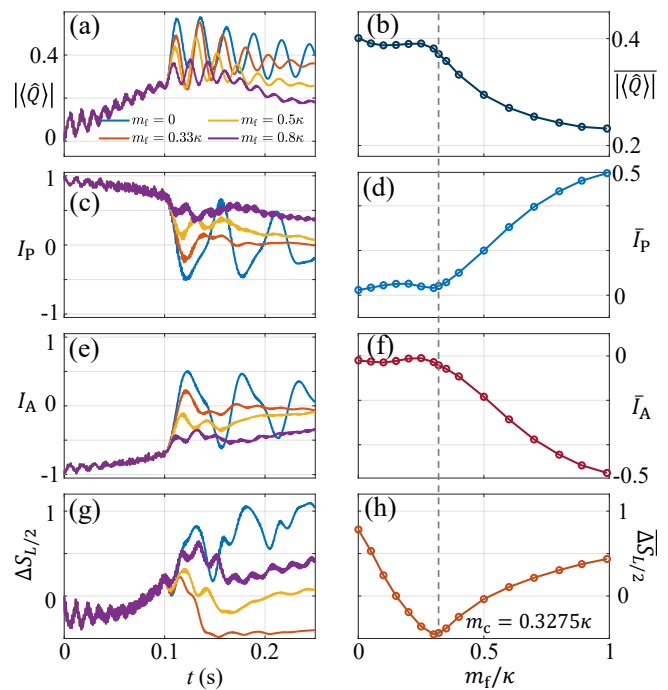 (a)
|⟨Q̂⟩|
0.4
0
m_f = 0
m_f = 0.5κ
m_f = 0.33κ
m_f = 0.8κ
(b)
0.4
0.2
|⟨Q̂⟩|
(c)
I_P
1
0
-1
(d)
0.5
0
Ī_P
(e)
I_A
1
0
-1
(f)
0
-0.5
Ī_A
(g)
ΔS_{L/2}
1
0
0
0.1
0.2
t (s)
(h)
1
0
ΔS_{L/2}
m_c = 0.3275κ
0
0.5
1
m_f/κ